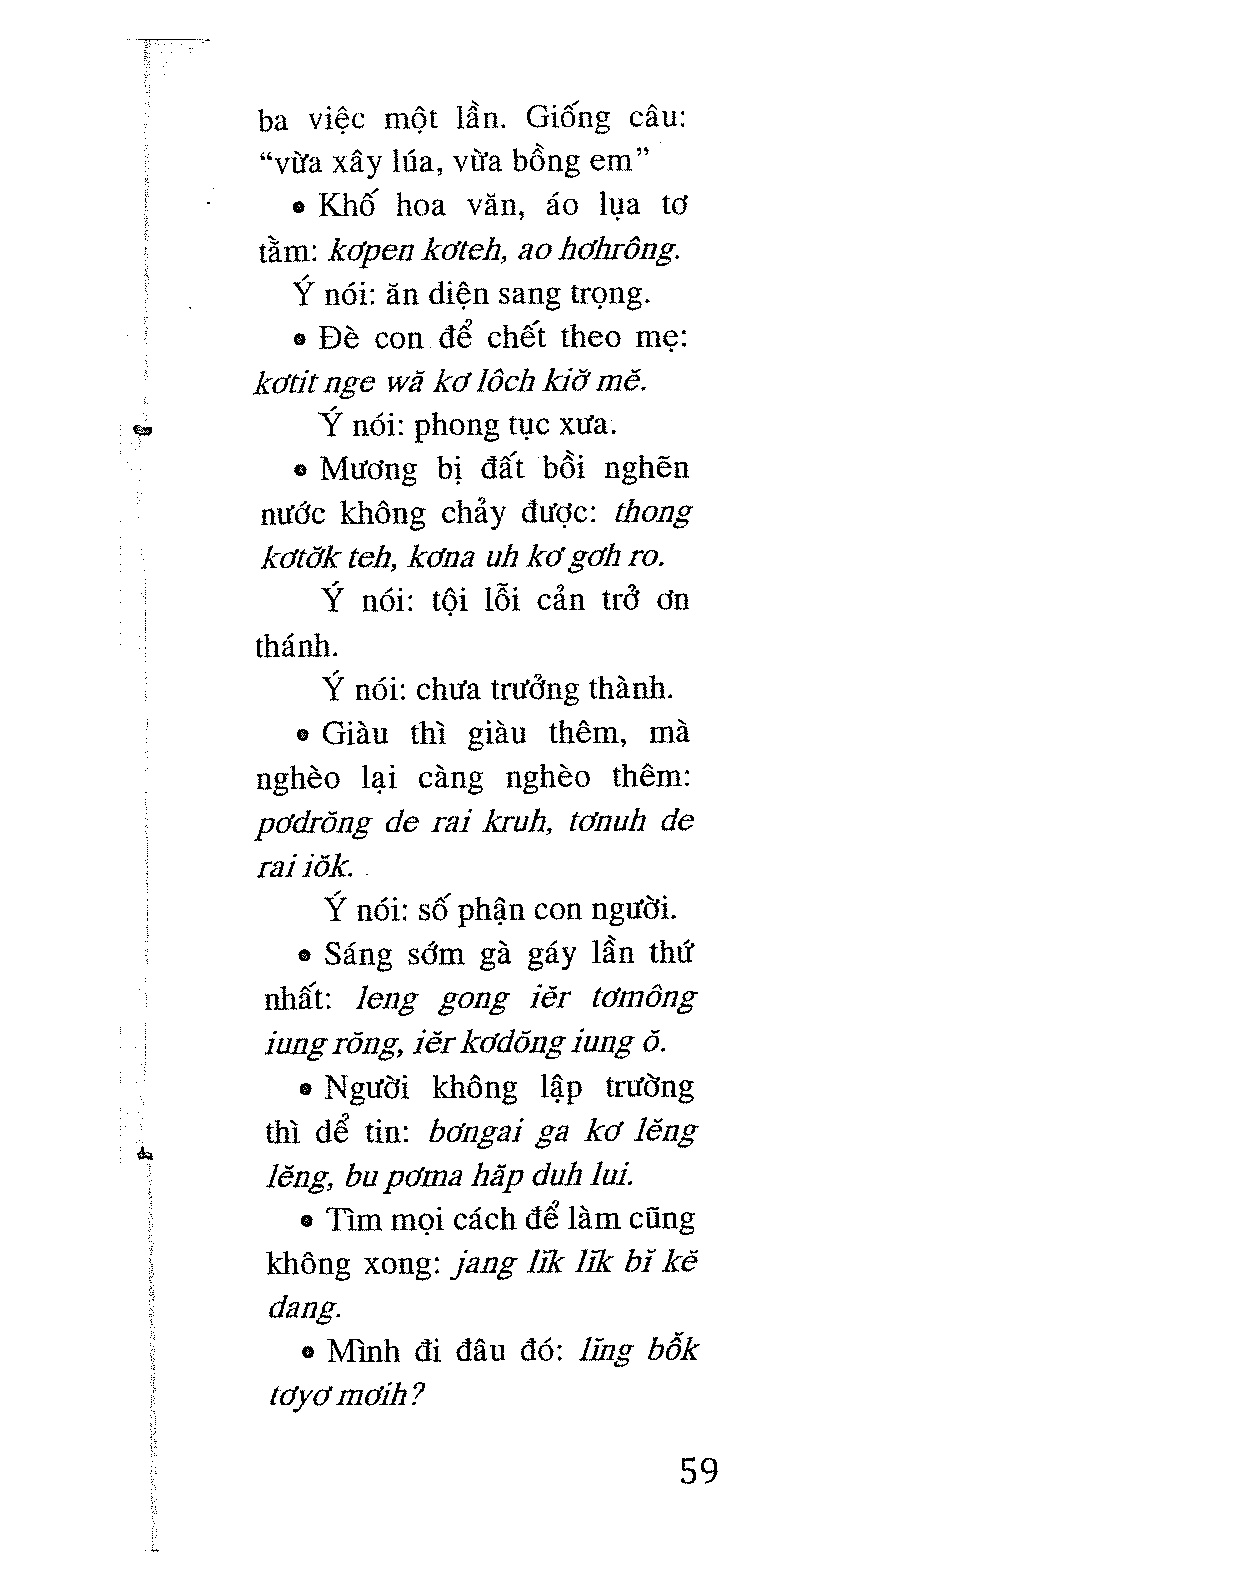 ba việc một lần. Giống câu:
“vừa xây lúa, vừa bồng em”
• Khố hoa văn, áo lụa tơ
tằm: kơpen kơteh, ao hơhrông.
Ý nói: ăn diện sang trọng.
• Đè con để chết theo mẹ:
kơtit nge wă kơ lôch kiơ̆ mĕ.
Ý nói: phong tục xưa.
• Mương bị đất bồi nghẽn
nước không chảy được: thong
kơtơ̆k teh, kơna uh kơ gơh ro.
Ý nói: tội lỗi cản trở ơn
thánh.
Ý nói: chưa trưởng thành.
• Giàu thì giàu thêm, mà
nghèo lại càng nghèo thêm:
pơdrŏng de rai kruh, tơnuh de
rai iŏk.
Ý nói: số phận con người.
• Sáng sớm gà gáy lần thứ
nhất: leng gong iĕr tơmông
iung rŏng, iĕr kơdŏng iung ŏ.
• Người không lập trường
thì dể tin: bơngai ga kơ lĕng
lĕng, bu pơma hăp duh lui.
• Tìm mọi cách để làm cũng
không xong: jang lĭk lĭk bĭ kĕ
dang.
• Mình đi đâu đó: lĭng bô̆k
tơyơ mơih?
59